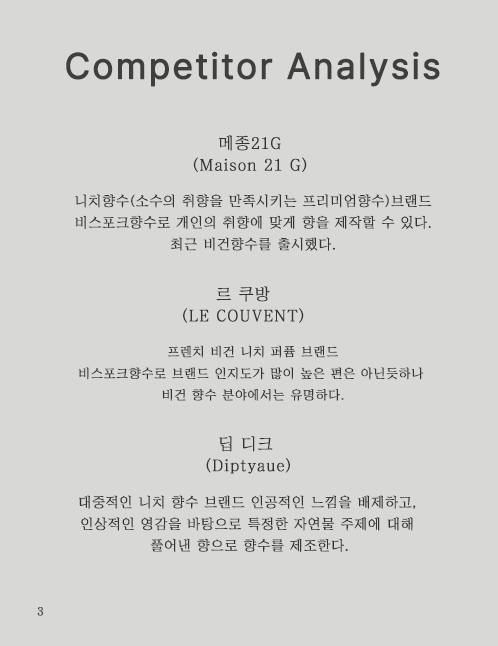 Competitor Analysis
메종21G
(Maison 21 G)
니치향수(소수의 취향을 만족시키는 프리미엄향수)브랜드
비스포크향수로 개인의 취향에 맞게 향을 제작할 수 있다.
최근 비건향수를 출시했다.
르 쿠방
(LE COUVENT)
프렌치 비건 니치 퍼퓸 브랜드
비스포크향수로 브랜드 인지도가 많이 높은 편은 아닌듯하나
비건 향수 분야에서는 유명하다.
딥 디크
(Diptyaue)
대중적인 니치 향수 브랜드 인공적인 느낌을 배제하고,
인상적인 영감을 바탕으로 특정한 자연물 주제에 대해
풀어낸 향으로 향수를 제조한다.
3